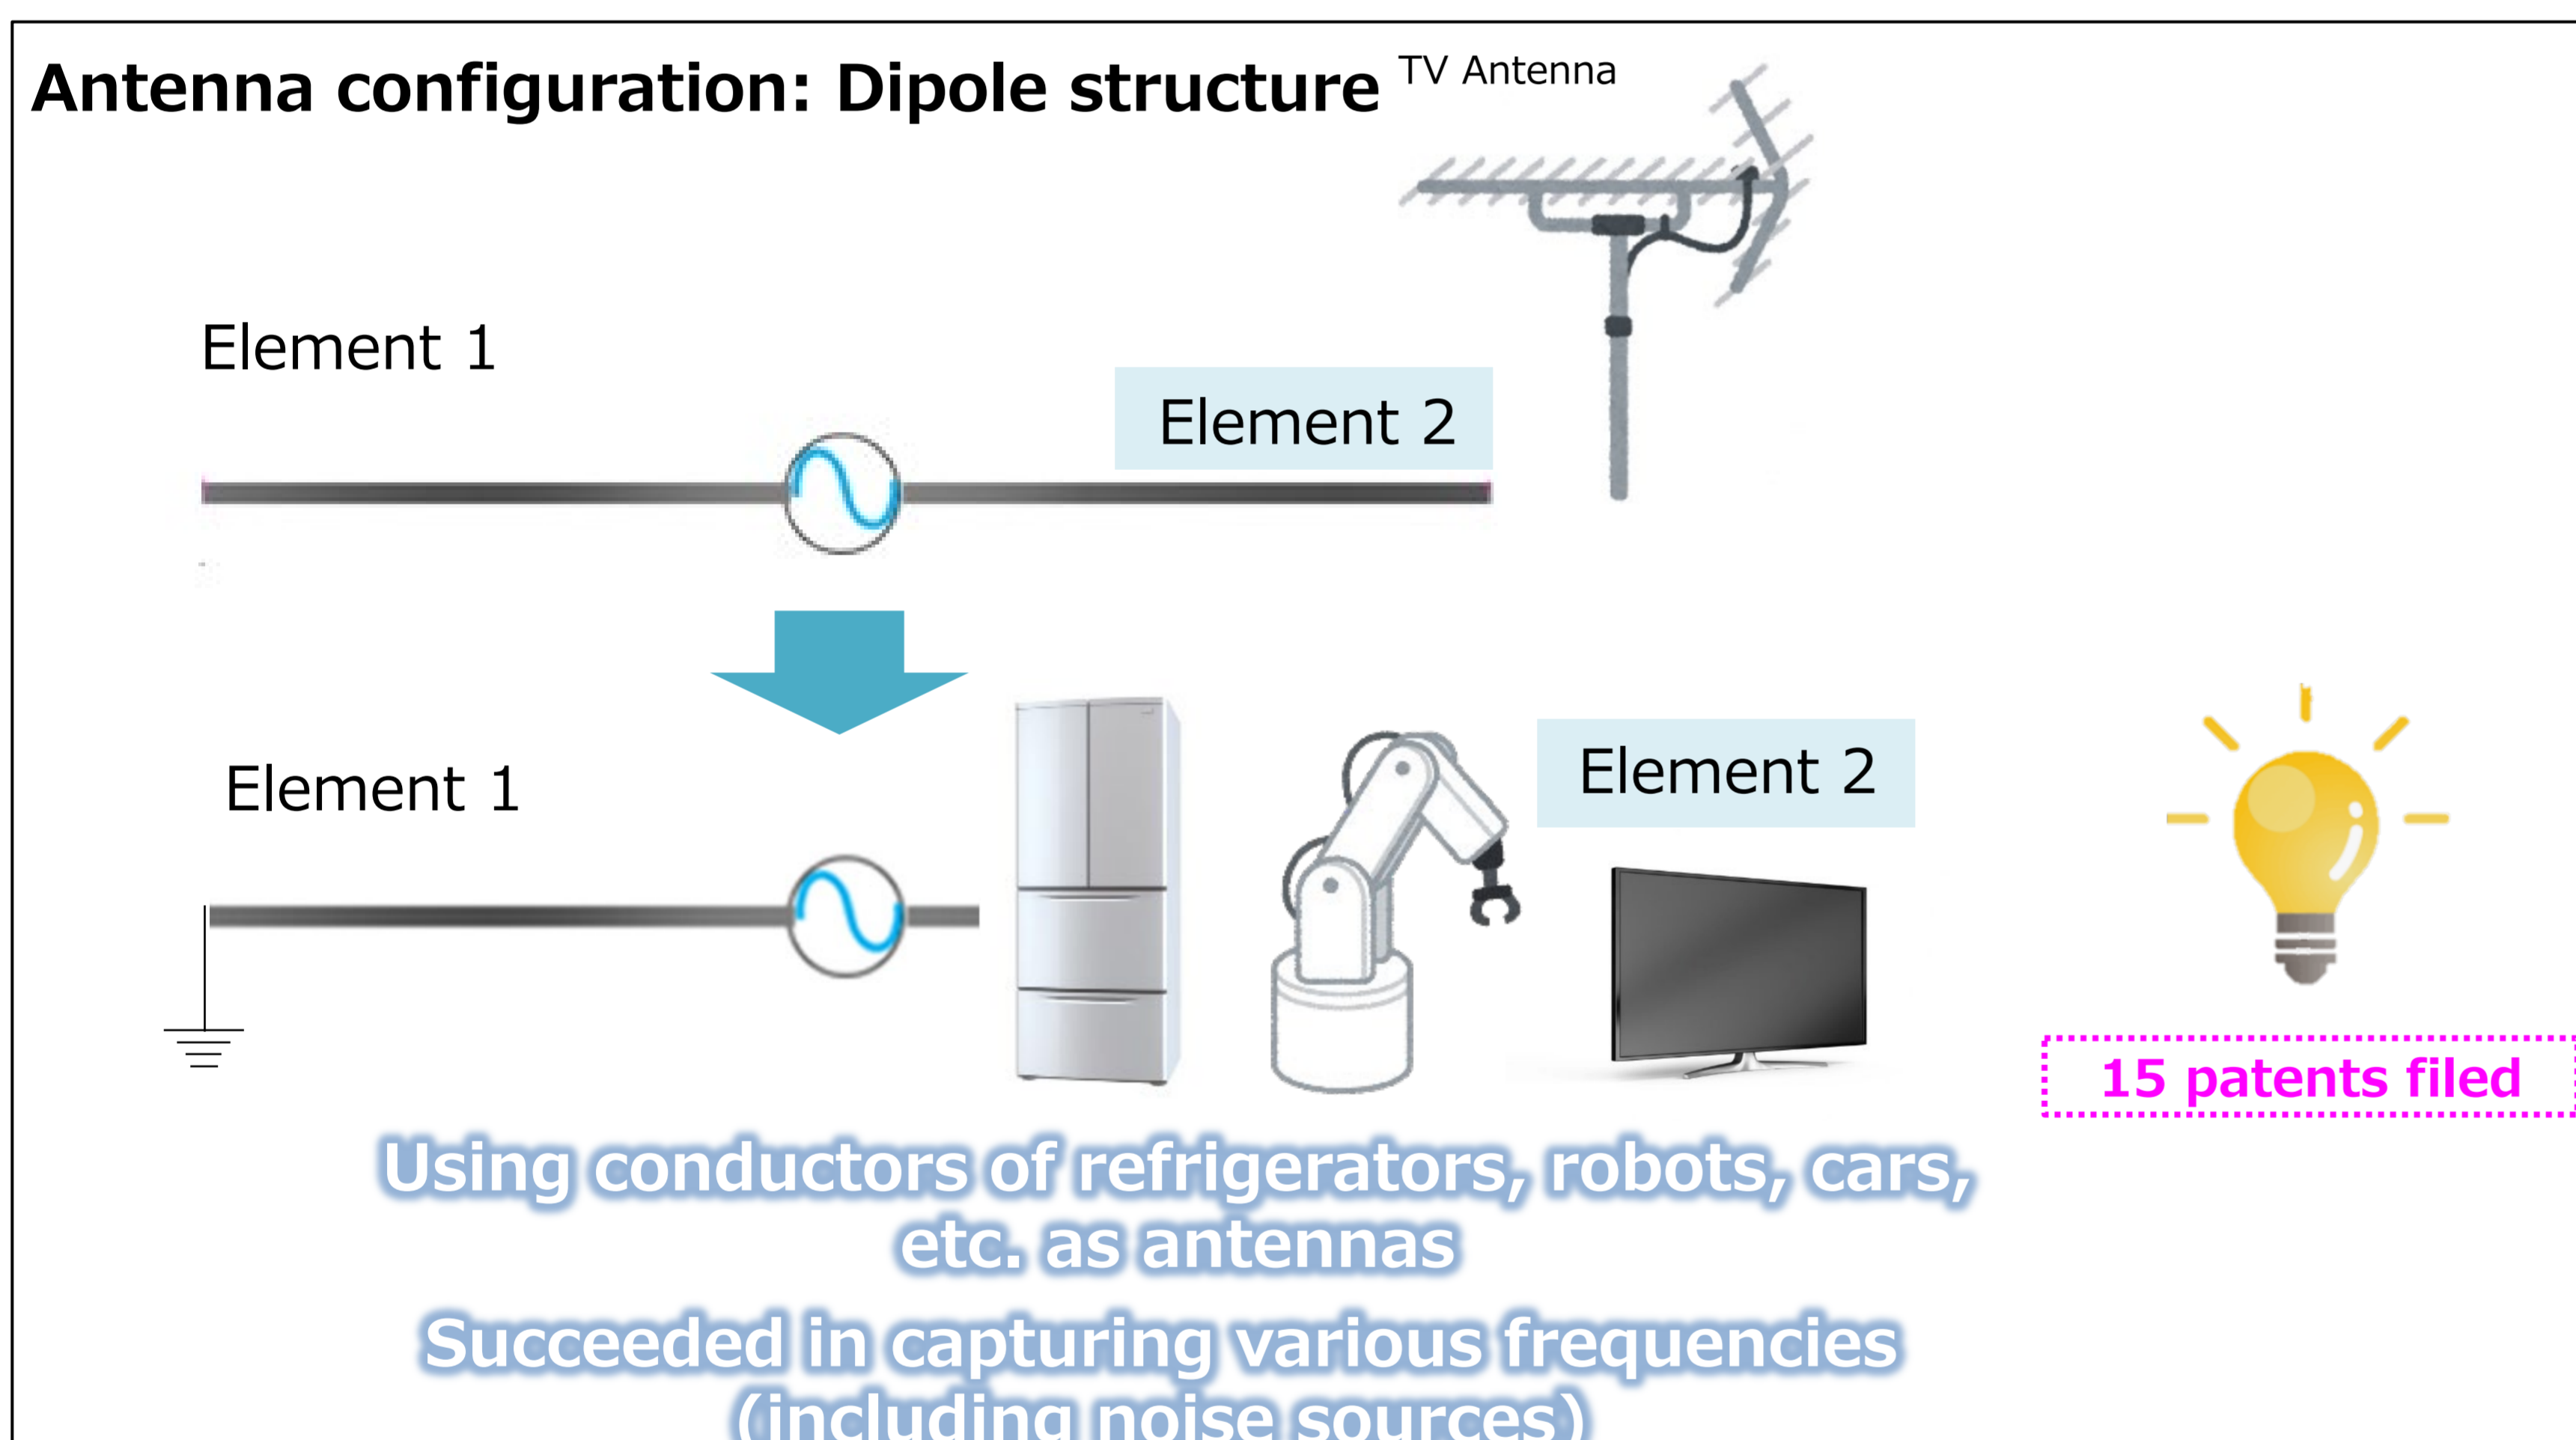 Antenna configuration: Dipole structure
TV Antenna
Element 1
Element 2
Element 1
Element 2
15 patents filed
Using conductors of refrigerators, robots, cars,
etc. as antennas
Succeeded in capturing various frequencies
(including noise sources)